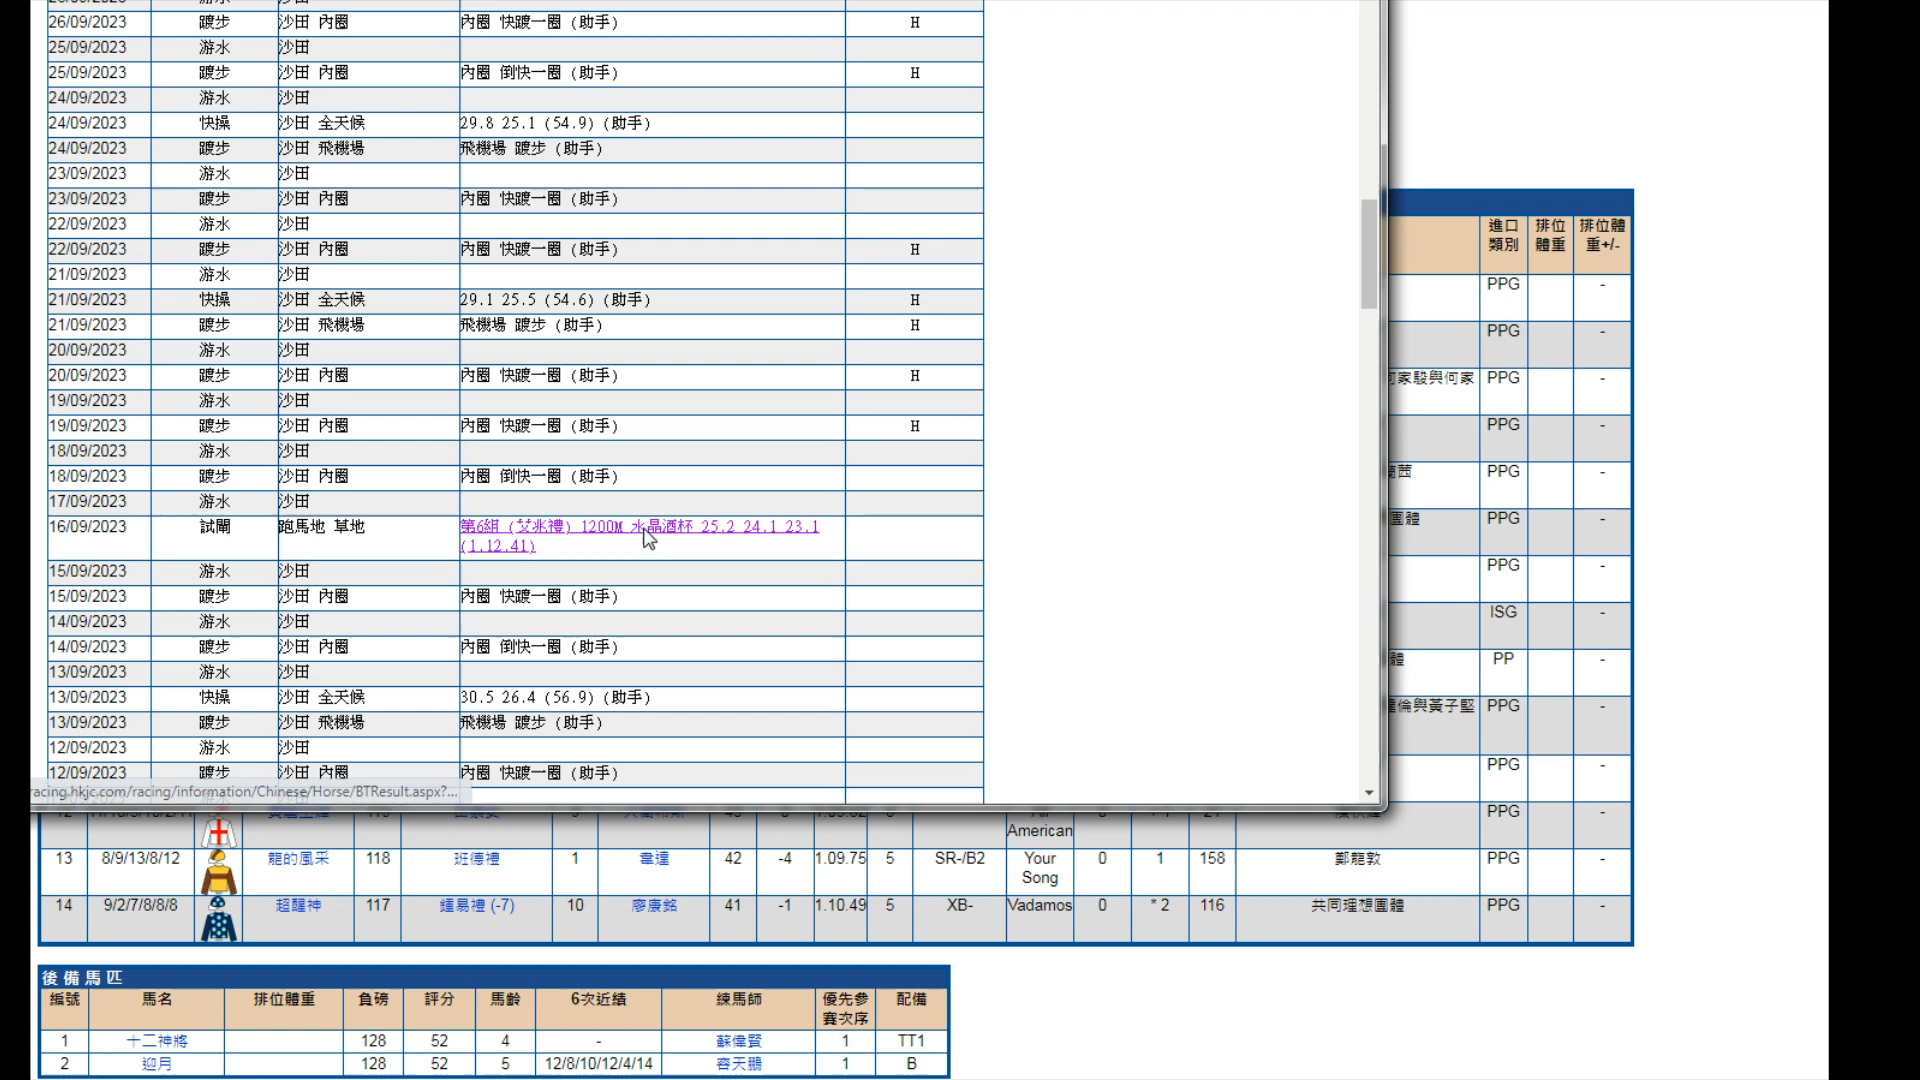 26/09/2023 踱步 沙田 內圈 內圈 快踱一圈 (助手) H
25/09/2023 游水 沙田
25/09/2023 踱步 沙田 內圈 內圈 倒快一圈 (助手) H
24/09/2023 游水 沙田
24/09/2023 快操 沙田 全天候 29.8 25.1 (54.9) (助手)
24/09/2023 踱步 沙田 飛機場 飛機場 踱步 (助手)
23/09/2023 游水 沙田
23/09/2023 踱步 沙田 內圈 內圈 快踱一圈 (助手)
22/09/2023 游水 沙田
22/09/2023 踱步 沙田 內圈 內圈 快踱一圈 (助手) H
21/09/2023 游水 沙田
21/09/2023 快操 沙田 全天候 29.1 25.5 (54.6) (助手) H
21/09/2023 踱步 沙田 飛機場 飛機場 踱步 (助手) H
20/09/2023 游水 沙田
20/09/2023 踱步 沙田 內圈 內圈 快踱一圈 (助手) H
19/09/2023 游水 沙田
19/09/2023 踱步 沙田 內圈 內圈 快踱一圈 (助手) H
18/09/2023 游水 沙田
18/09/2023 踱步 沙田 內圈 內圈 倒快一圈 (助手)
17/09/2023 游水 沙田
16/09/2023 試閘 跑馬地 草地 第6組 (艾兆禮) 1200M 水晶酒杯 25.2 24.1 23.1
(1.12.41)
15/09/2023 游水 沙田
15/09/2023 踱步 沙田 內圈 內圈 快踱一圈 (助手)
14/09/2023 游水 沙田
14/09/2023 踱步 沙田 內圈 內圈 倒快一圈 (助手)
13/09/2023 游水 沙田
13/09/2023 快操 沙田 全天候 30.5 26.4 (56.9) (助手)
13/09/2023 踱步 沙田 飛機場 飛機場 踱步 (助手)
12/09/2023 游水 沙田
12/09/2023 踱步 沙田 內圈 內圈 快踱一圈 (助手)
racing.hkjc.com/racing/information/Chinese/Horse/BTResult.aspx?...
進口 排位 排位體
類別 體重 重+/-
PPG -
PPG -
何家駿與何家 PPG -
PPG -
茜 PPG -
團體 PPG -
PPG -
ISG -
體 PP -
倫與黃子堅 PPG -
PPG -
PPG -
American
13 8/9/13/8/12 龍的風采 118 班德禮 1 韋達 42 -4 1.09.75 5 SR-/B2 Your 0 1 158 鄭龍敦 PPG -
Song
14 9/2/7/8/8/8 超醒神 117 鍾易禮 (-7) 10 廖康銘 41 -1 1.10.49 5 XB- Vadamos 0 * 2 116 共同理想團體 PPG -
後備馬匹
編號 馬名 排位體重 負磅 評分 馬齡 6次近績 練馬師 優先參 配備
賽次序
1 十二神將 128 52 4 - 蘇偉賢 1 TT1
2 迎月 128 52 5 12/8/10/12/4/14 容天鵬 1 B